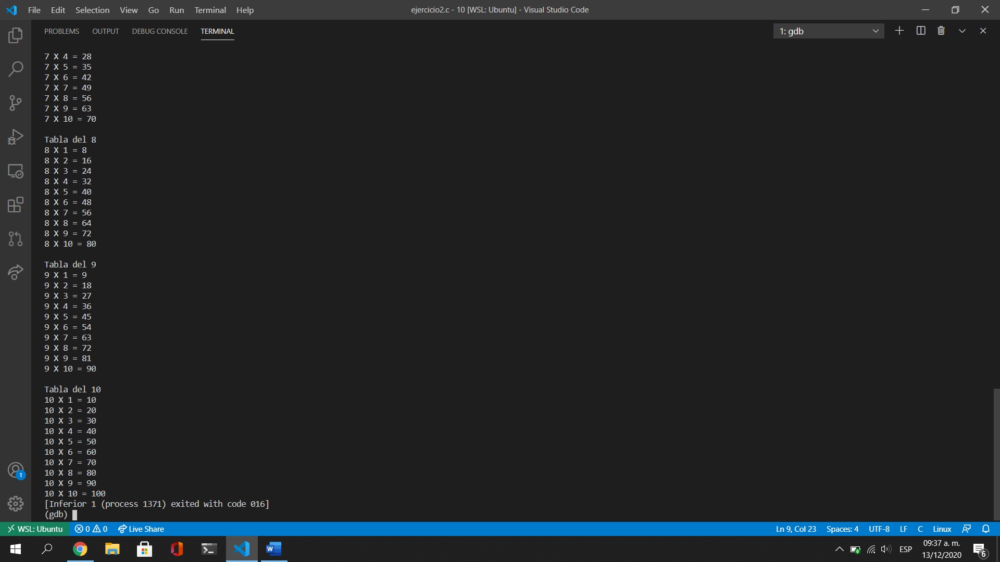 File Edit Selection View Go Run Terminal Help
ejercicio2.c - 10 [WSL: Ubuntu] - Visual Studio Code
PROBLEMS OUTPUT DEBUG CONSOLE TERMINAL
1: gdb
7 X 4 = 28
7 X 5 = 35
7 X 6 = 42
7 X 7 = 49
7 X 8 = 56
7 X 9 = 63
7 X 10 = 70
Tabla del 8
8 X 1 = 8
8 X 2 = 16
8 X 3 = 24
8 X 4 = 32
8 X 5 = 40
8 X 6 = 48
8 X 7 = 56
8 X 8 = 64
8 X 9 = 72
8 X 10 = 80
Tabla del 9
9 X 1 = 9
9 X 2 = 18
9 X 3 = 27
9 X 4 = 36
9 X 5 = 45
9 X 6 = 54
9 X 7 = 63
9 X 8 = 72
9 X 9 = 81
9 X 10 = 90
Tabla del 10
10 X 1 = 10
10 X 2 = 20
10 X 3 = 30
10 X 4 = 40
10 X 5 = 50
10 X 6 = 60
10 X 7 = 70
10 X 8 = 80
10 X 9 = 90
10 X 10 = 100
[Inferior 1 (process 1371) exited with code 016]
(gdb)
1
WSL: Ubuntu 0 0 Live Share
Ln 9, Col 23 Spaces: 4 UTF-8 LF C Linux
W
ESP
09:37 a. m.
13/12/2020
6